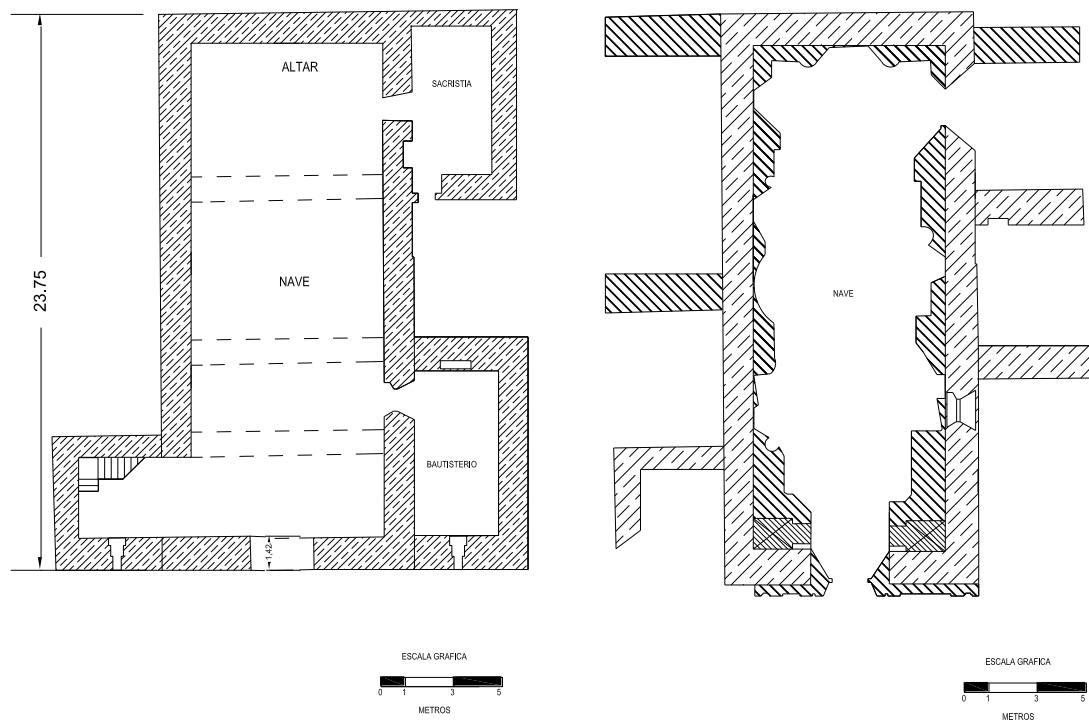 ALTAR
SACRISTIA
23.75
NAVE
BAUTISTERIO
1,42
ESCALA GRAFICA
0 1 3 5
METROS
NAVE
ESCALA GRAFICA
0 1 3 5
METROS